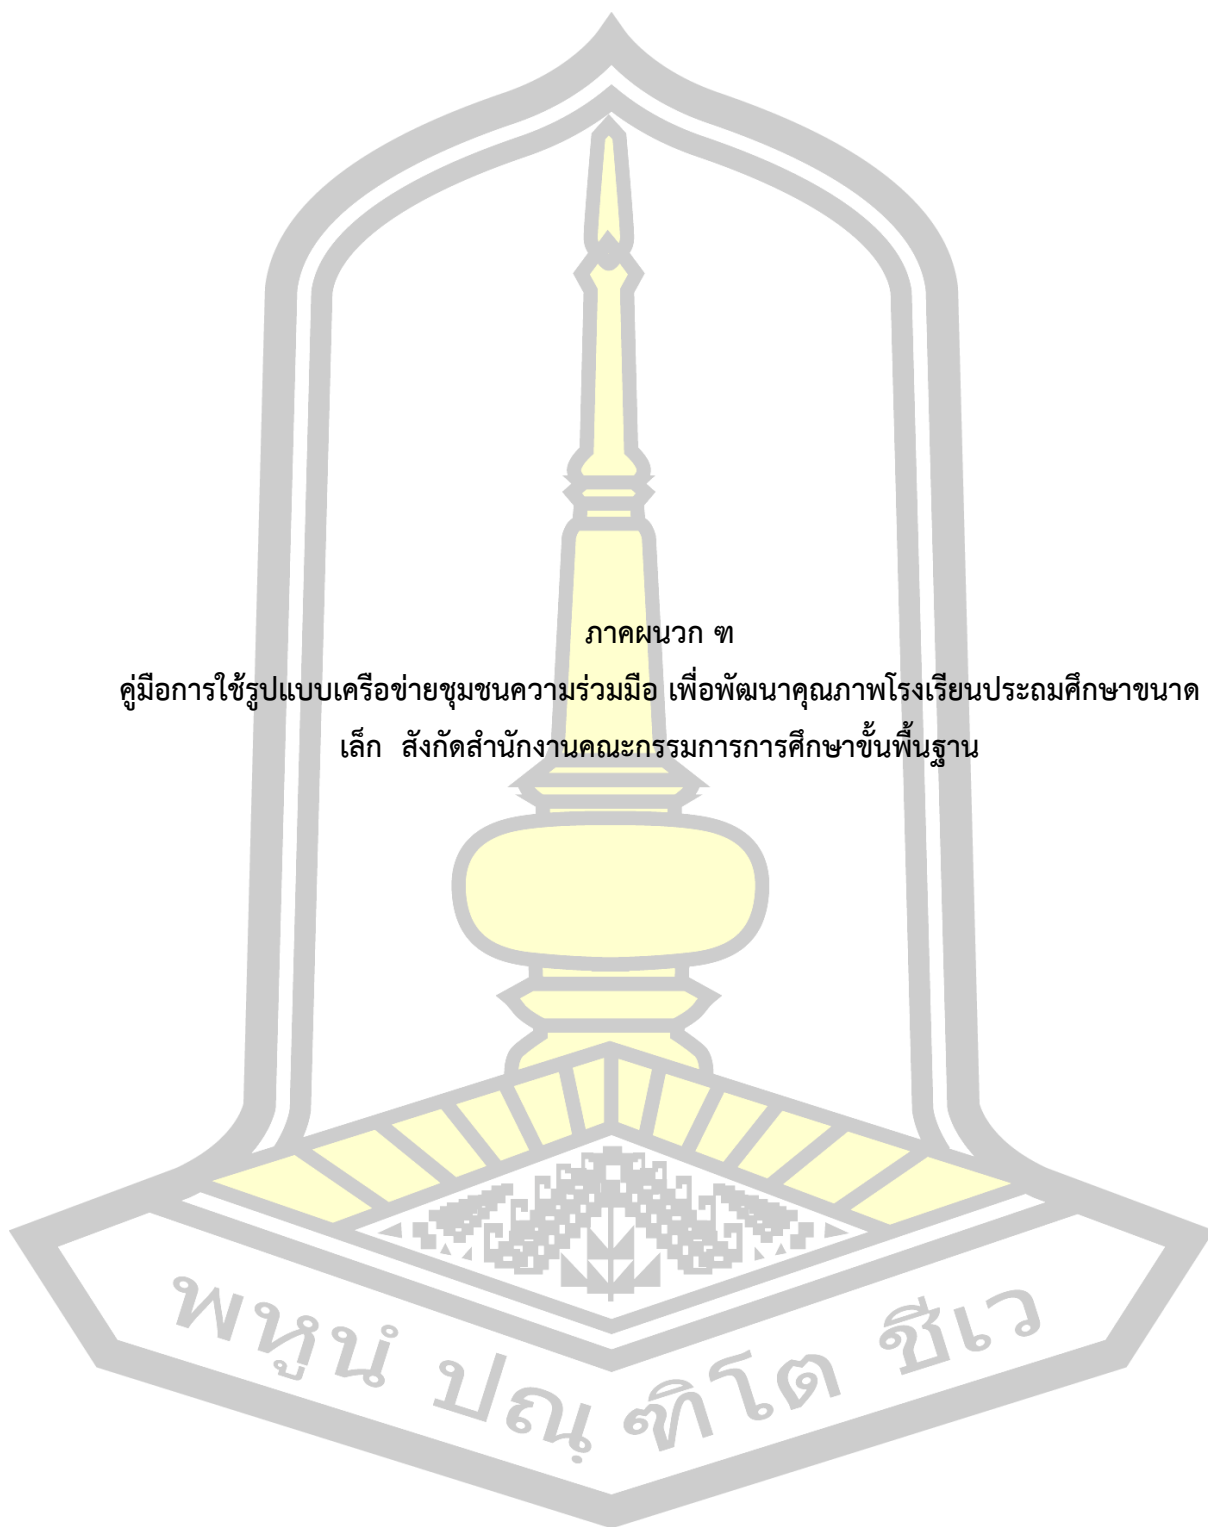 ภาคผนวก ฑ
คู่มือการใช้รูปแบบเครือข่ายชุมชนความร่วมมือ เพื่อพัฒนาคุณภาพโรงเรียนประถมศึกษาขนาด
เล็ก สังกัดสำนักงานคณะกรรมการการศึกษาขั้นพื้นฐาน
พหูนํ ปณฺฑิโต ชีเว